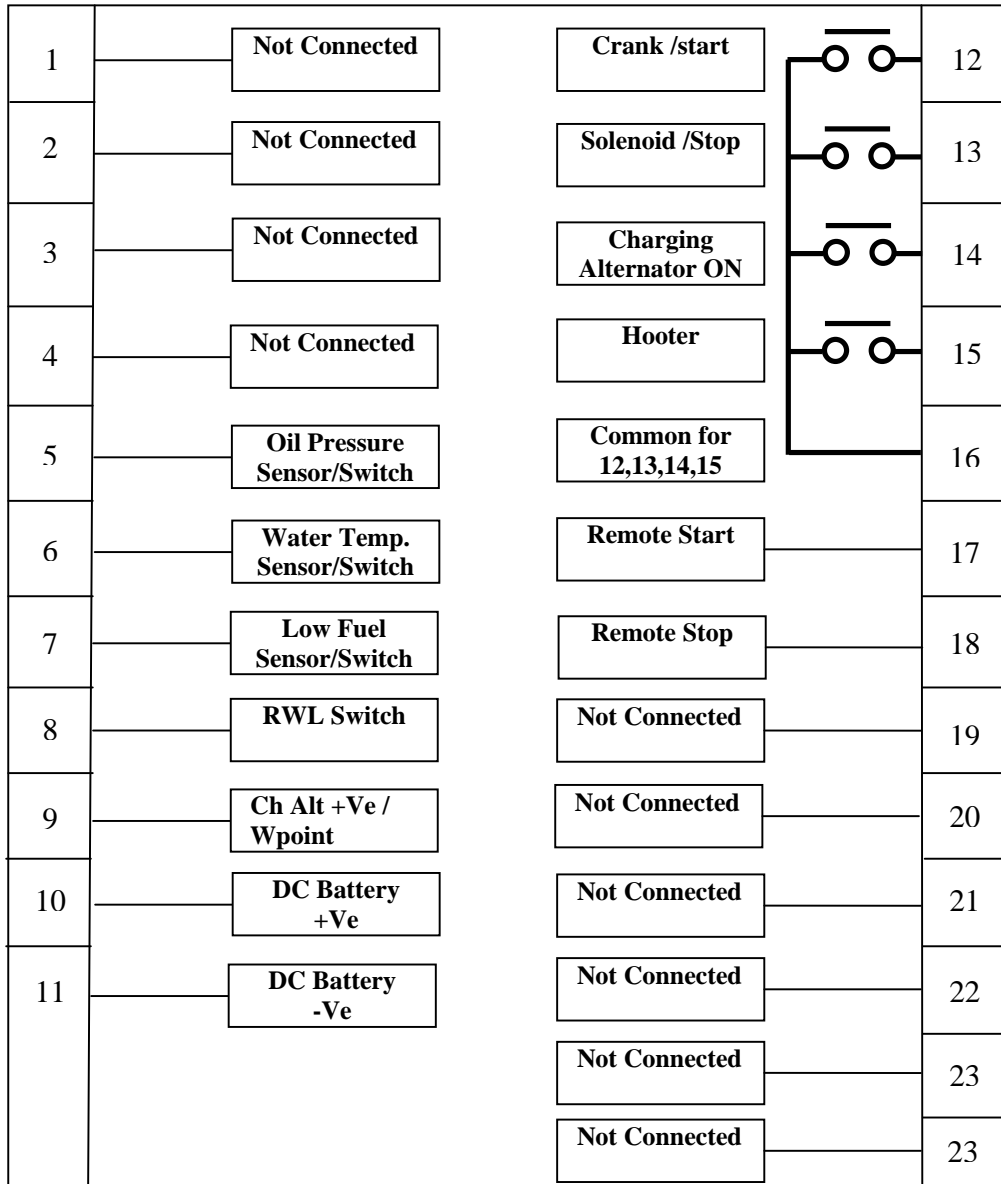 1
Not Connected
Crank /start
12
2
Not Connected
Solenoid /Stop
13
3
Not Connected
Charging
Alternator ON
14
4
Not Connected
Hooter
15
5
Oil Pressure
Sensor/Switch
Common for
12,13,14,15
16
6
Water Temp.
Sensor/Switch
Remote Start
17
7
Low Fuel
Sensor/Switch
Remote Stop
18
8
RWL Switch
Not Connected
19
9
Ch Alt +Ve /
Wpoint
Not Connected
20
10
DC Battery
+Ve
Not Connected
21
11
DC Battery
-Ve
Not Connected
22
Not Connected
23
Not Connected
23